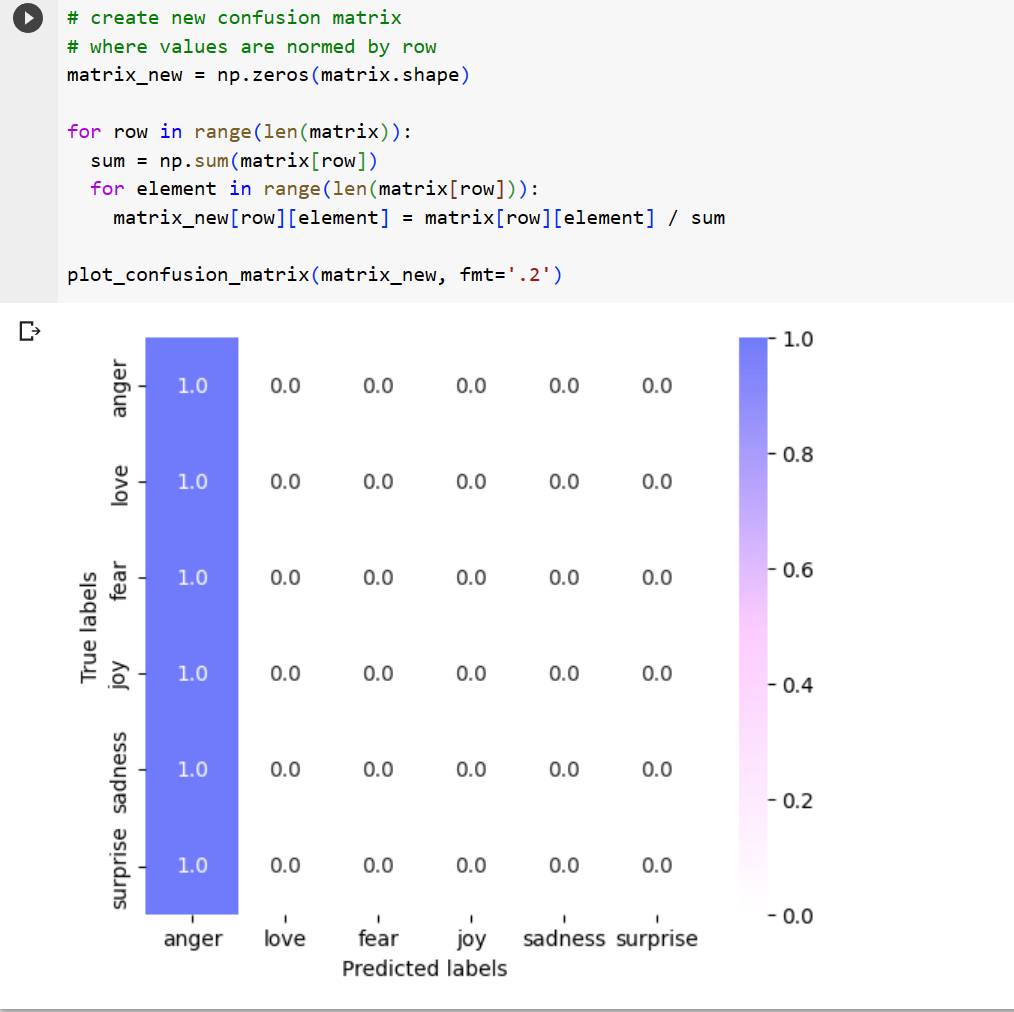 # create new confusion matrix
# where values are normed by row
matrix_new = np.zeros(matrix.shape)
for row in range(len(matrix)):
  sum = np.sum(matrix[row])
  for element in range(len(matrix[row])):
    matrix_new[row][element] = matrix[row][element] / sum
plot_confusion_matrix(matrix_new, fmt='.2')
True labels
anger 1.0 0.0 0.0 0.0 0.0 0.0
love 1.0 0.0 0.0 0.0 0.0 0.0
fear 1.0 0.0 0.0 0.0 0.0 0.0
joy 1.0 0.0 0.0 0.0 0.0 0.0
sadness 1.0 0.0 0.0 0.0 0.0 0.0
surprise 1.0 0.0 0.0 0.0 0.0 0.0
anger love fear joy sadness surprise
Predicted labels
1.0
0.8
0.6
0.4
0.2
0.0